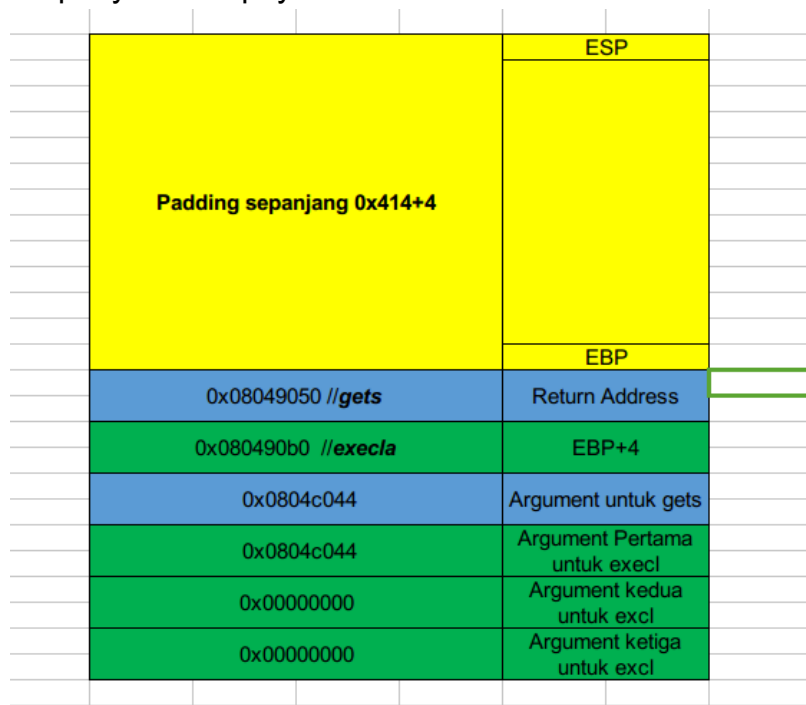 ESP
Padding sepanjang 0x414+4
EBP
0x08049050 //gets
Return Address
0x080490b0 //execla
EBP+4
0x0804c044
Argument untuk gets
0x0804c044
Argument Pertama
untuk execl
0x00000000
Argument kedua
untuk excl
0x00000000
Argument ketiga
untuk excl